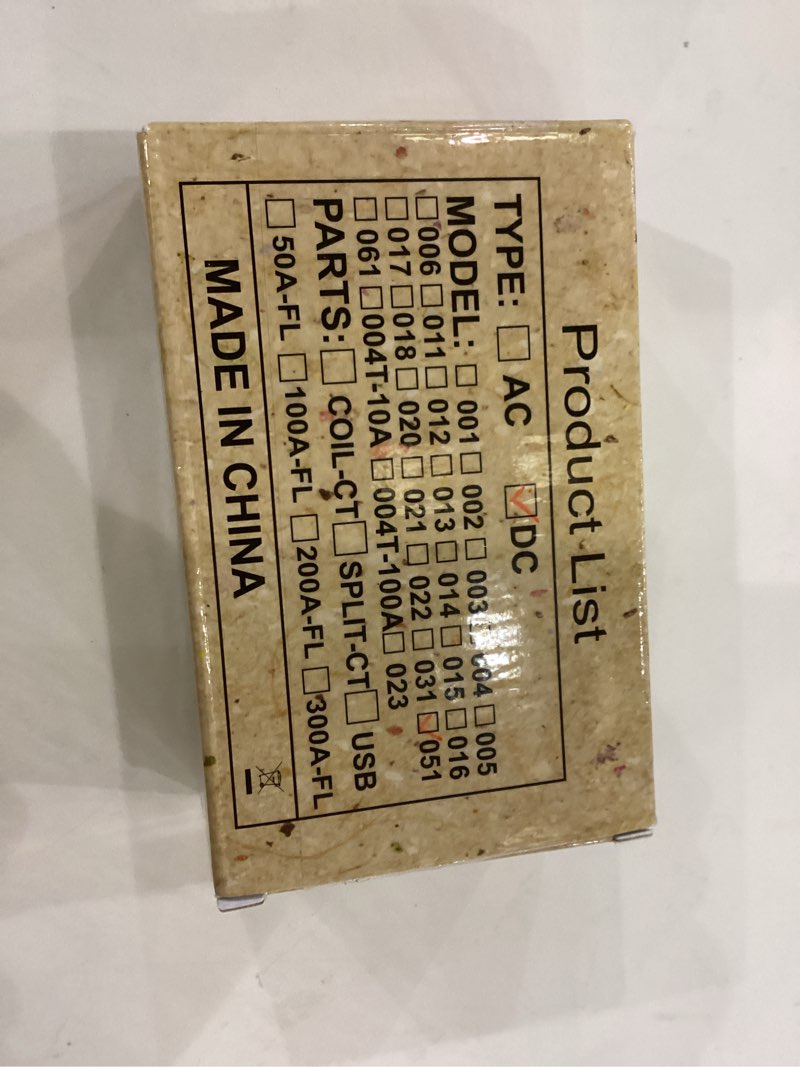 Product List
TYPE: ☐ AC ☑ DC
MODEL: ☐ 001 ☐ 002 ☐ 003 ☐ 004 ☐ 005
☐ 006 ☐ 011 ☐ 012 ☐ 013 ☐ 014 ☐ 015 ☐ 016
☐ 017 ☐ 018 ☐ 020 ☐ 021 ☐ 022 ☐ 031 ☑ 051
☐ 061 ☐ 004T-10A ☐ 004T-100A ☐ 023
PARTS: ☐ COIL-CT ☐ SPLIT-CT ☐ USB
☐ 50A-FL ☐ 100A-FL ☐ 200A-FL ☐ 300A-FL
MADE IN CHINA